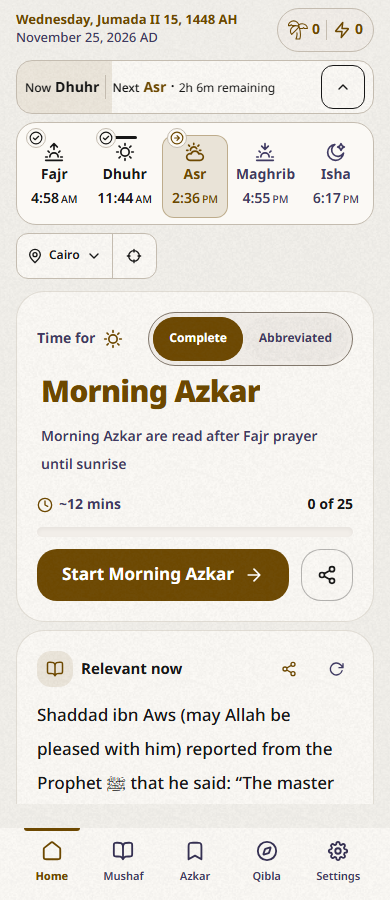 Wednesday, Jumada II 15, 1448 AH
November 25, 2026 AD
0 0
Now Dhuhr Next Asr · 2h 6m remaining
Fajr Dhuhr Asr Maghrib Isha
4:58 AM 11:44 AM 2:36 PM 4:55 PM 6:17 PM
Cairo
Time for Complete Abbreviated
Morning Azkar
Morning Azkar are read after Fajr prayer
until sunrise
~12 mins 0 of 25
Start Morning Azkar
Relevant now
Shaddad ibn Aws (may Allah be
pleased with him) reported from the
Prophet ﷺ that he said: “The master
Home Mushaf Azkar Qibla Settings